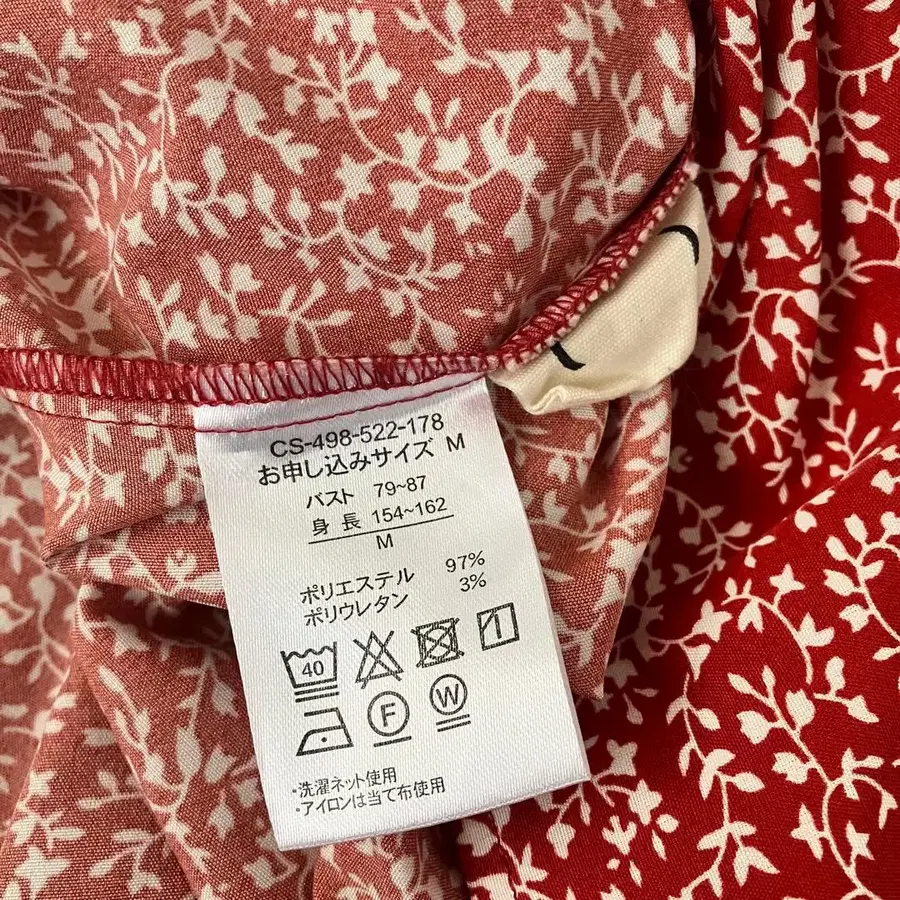 CS-498-522-178
お申し込みサイズ M
バスト 79~87
身長 154~162
M
ポリエステル 97%
ポリウレタン 3%
40
F W
・洗濯ネット使用
・アイロンは当て布使用